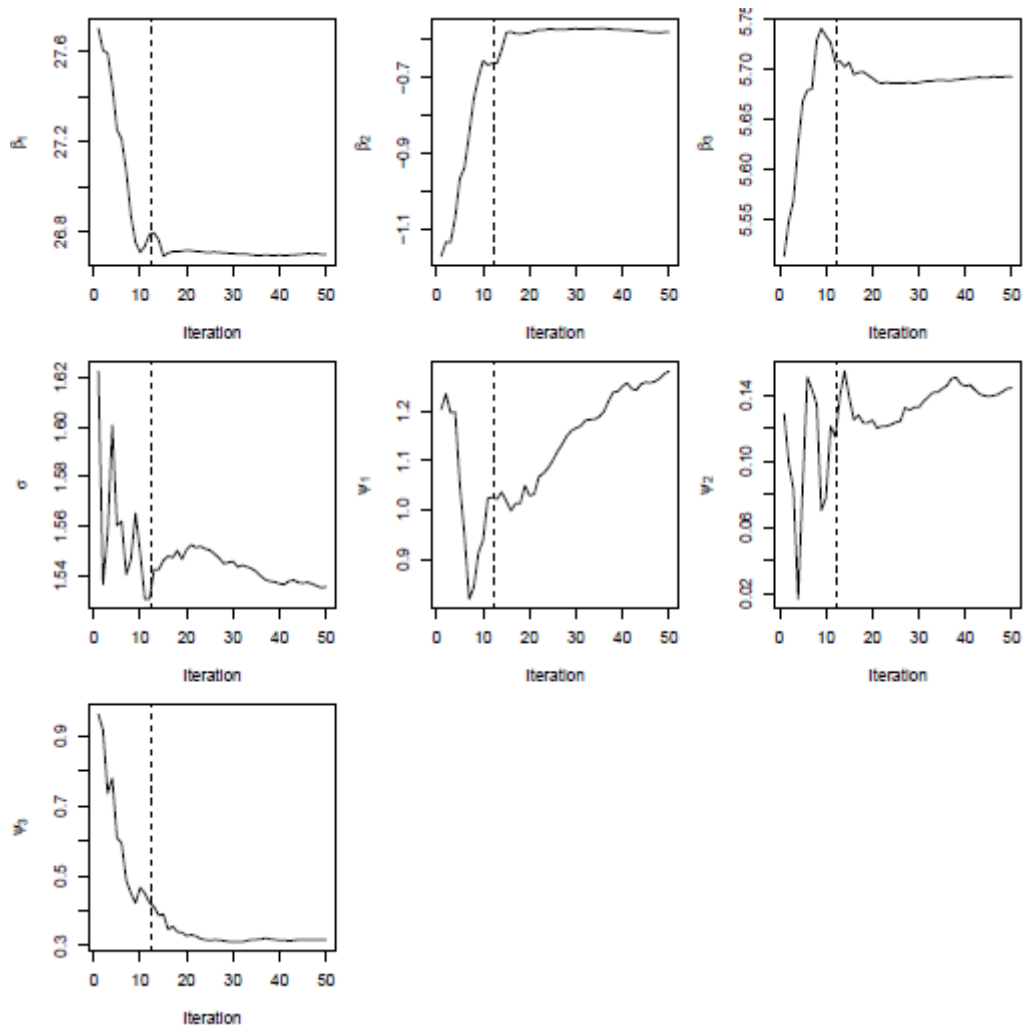 β₁
27.6
27.2
26.8
0 10 20 30 40 50
Iteration
β₂
−0.7
−0.9
−1.1
0 10 20 30 40 50
Iteration
β₃
5.75
5.70
5.65
5.60
5.55
0 10 20 30 40 50
Iteration
σ
1.62
1.60
1.58
1.56
1.54
0 10 20 30 40 50
Iteration
ψ₁
1.2
1.1
1.0
0.9
0 10 20 30 40 50
Iteration
ψ₂
0.14
0.10
0.06
0.02
0 10 20 30 40 50
Iteration
ψ₃
0.9
0.7
0.5
0.3
0 10 20 30 40 50
Iteration